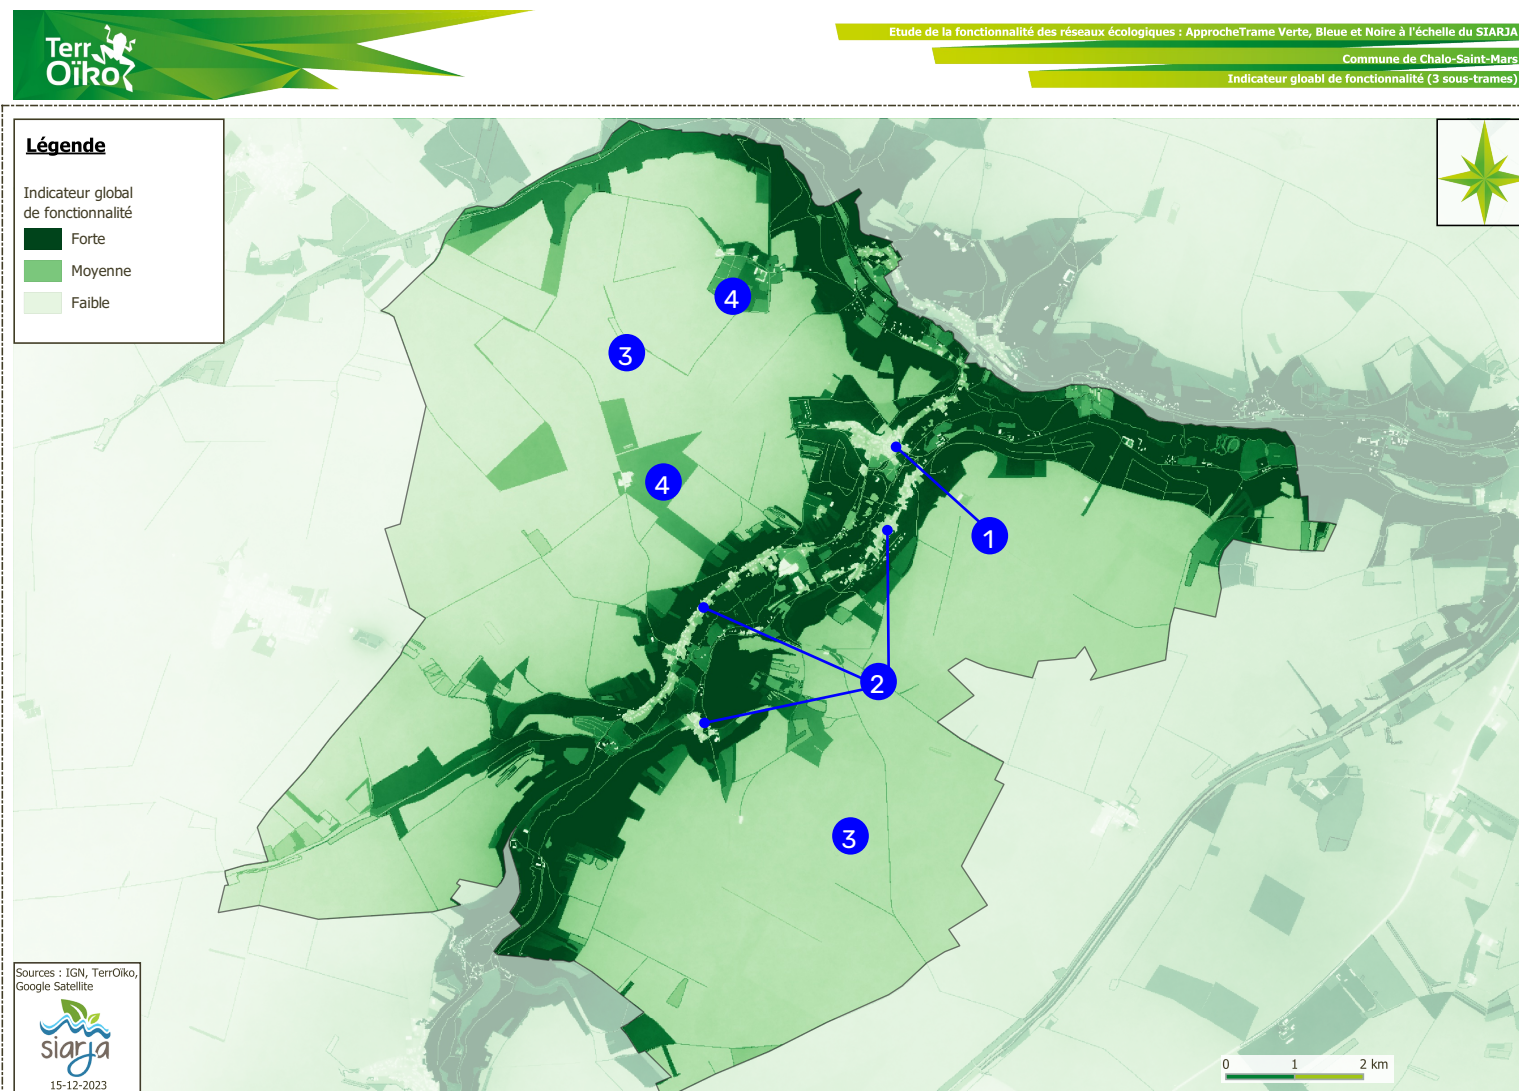 Terr
Oïko
Etude de la fonctionnalité des réseaux écologiques : ApprocheTrame Verte, Bleue et Noire à l'échelle du SIARJA
Commune de Chalo-Saint-Mars
Indicateur gloabl de fonctionnalité (3 sous-trames)
Légende
Indicateur global
de fonctionnalité
Forte
Moyenne
Faible
4
3
4
1
2
3
Sources : IGN, TerrOïko,
Google Satellite
siarja
15-12-2023
0 1 2 km